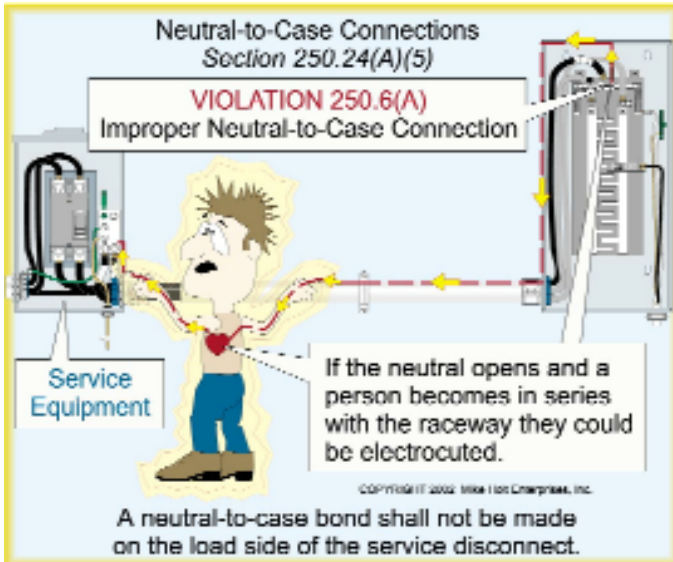 Neutral-to-Case Connections
Section 250.24(A)(5)
VIOLATION 250.6(A)
Improper Neutral-to-Case Connection
Service
Equipment
If the neutral opens and a
person becomes in series
with the raceway they could
be electrocuted.
COPYRIGHT 2002 Mike Holt Enterprises, Inc.
A neutral-to-case bond shall not be made
on the load side of the service disconnect.